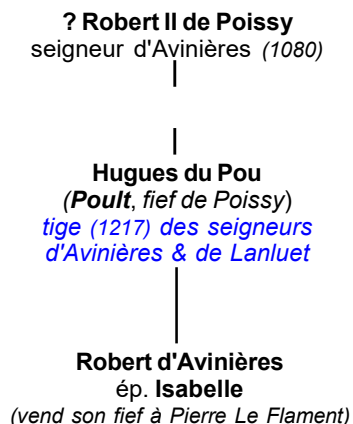 ? Robert II de Poissy
seigneur d'Avinières (1080)
Hugues du Pou
(Poult, fief de Poissy)
tige (1217) des seigneurs
d'Avinières & de Lanluet
Robert d'Avinières
ép. Isabelle
(vend son fief à Pierre Le Flament)